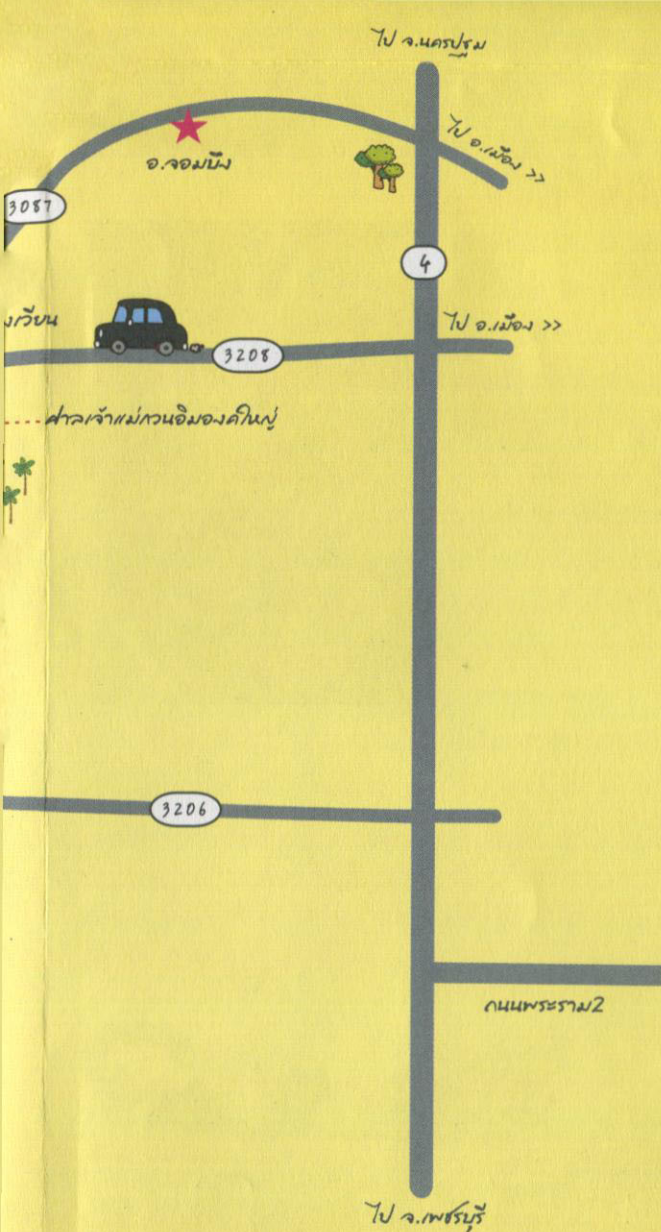 ไป จ.นครปฐม
ไป อ.เมือง >>
อ.จอมบึง
3087
4
งเวียน
ไป อ.เมือง >>
3208
ศาลเจ้าแม่กวนอิมองค์ใหญ่
3206
ถนนพระราม2
ไป จ.เพชรบุรี